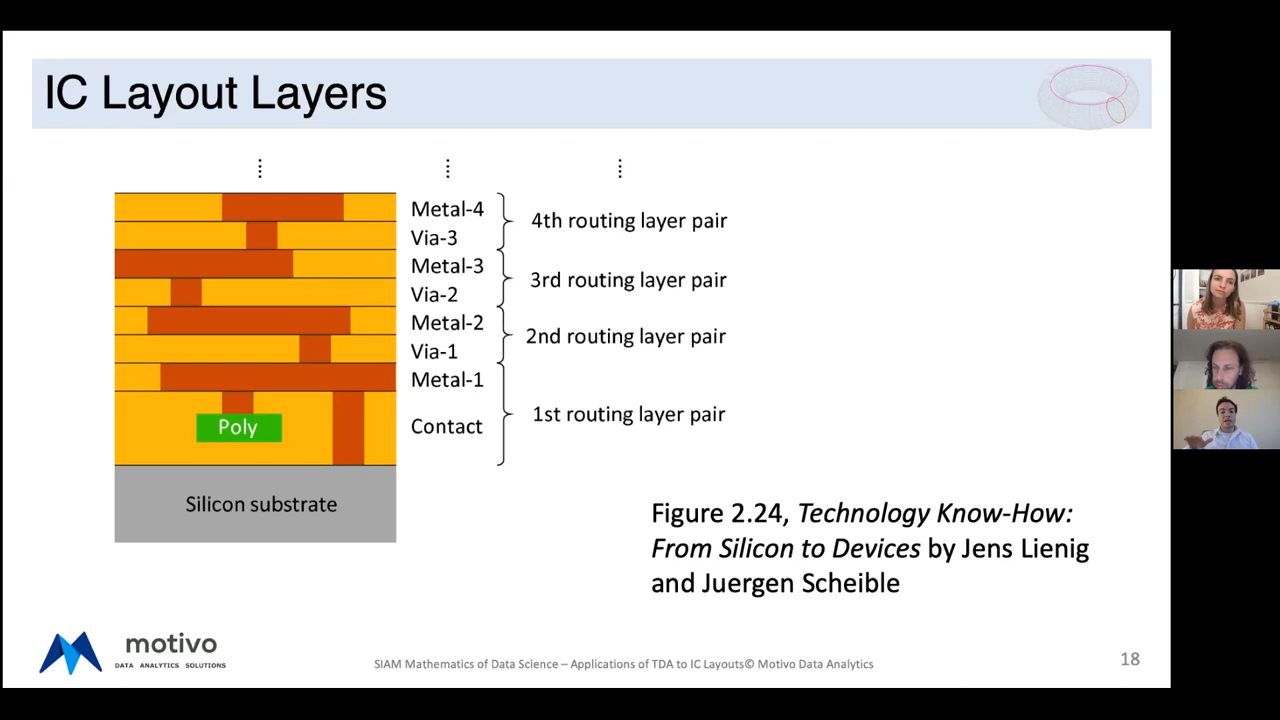 IC Layout Layers
Metal-4
Via-3
4th routing layer pair
Metal-3
Via-2
3rd routing layer pair
Metal-2
Via-1
2nd routing layer pair
Metal-1
Contact
1st routing layer pair
Poly
Silicon substrate
Figure 2.24, Technology Know-How:
From Silicon to Devices by Jens Lienig
and Juergen Scheible
motivo
DATA ANALYTICS SOLUTIONS
SIAM Mathematics of Data Science – Applications of TDA to IC Layouts© Motivo Data Analytics
18